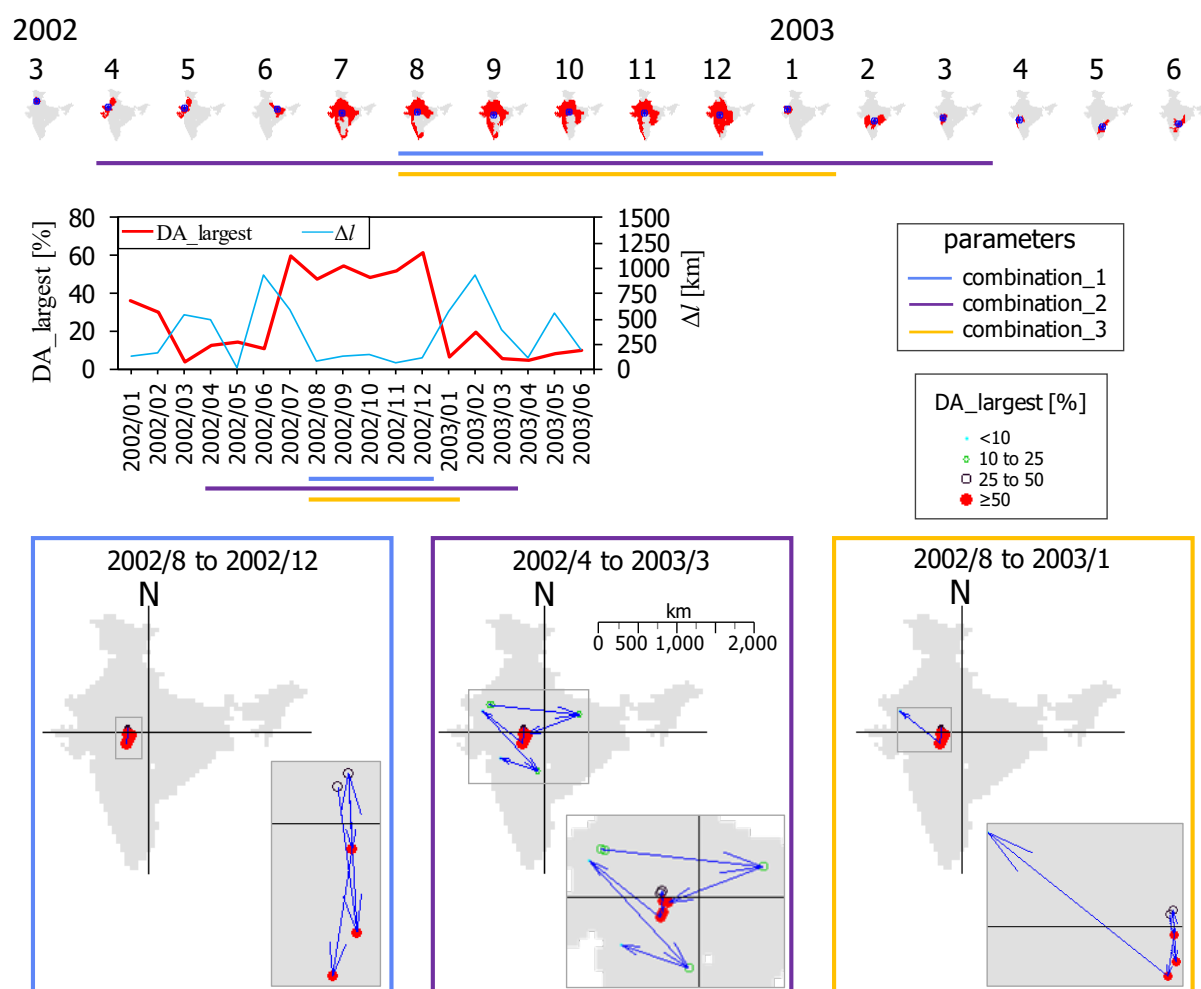 2002 2003
3 4 5 6 7 8 9 10 11 12 1 2 3 4 5 6
80 1500
60 1250
40 1000
20 750
0 500
250
0
DA_largest [%]
DA_largest Δl
Δl [km]
2002/01
2002/02
2002/03
2002/04
2002/05
2002/06
2002/07
2002/08
2002/09
2002/10
2002/11
2002/12
2003/01
2003/02
2003/03
2003/04
2003/05
2003/06
parameters
combination_1
combination_2
combination_3
DA_largest [%]
<10
10 to 25
25 to 50
≥50
2002/8 to 2002/12
N
2002/4 to 2003/3
N
km
0 500 1,000 2,000
2002/8 to 2003/1
N